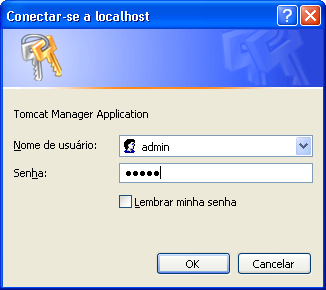 Conectar-se a localhost
Tomcat Manager Application
Nome de usuário: admin
Senha: •••••
Lembrar minha senha
OK Cancelar